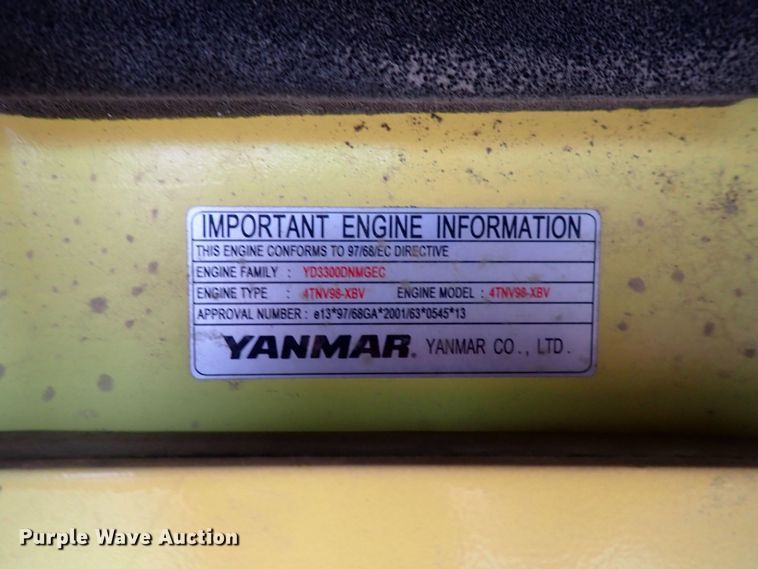 IMPORTANT ENGINE INFORMATION
THIS ENGINE CONFORMS TO 97/68/EC DIRECTIVE
ENGINE FAMILY : YD3300DNMGEC
ENGINE TYPE : 4TNV98-XBV ENGINE MODEL : 4TNV98-XBV
APPROVAL NUMBER : e13*97/68GA*2001/63*0545*13
YANMAR. YANMAR CO., LTD.
Purple Wave Auction